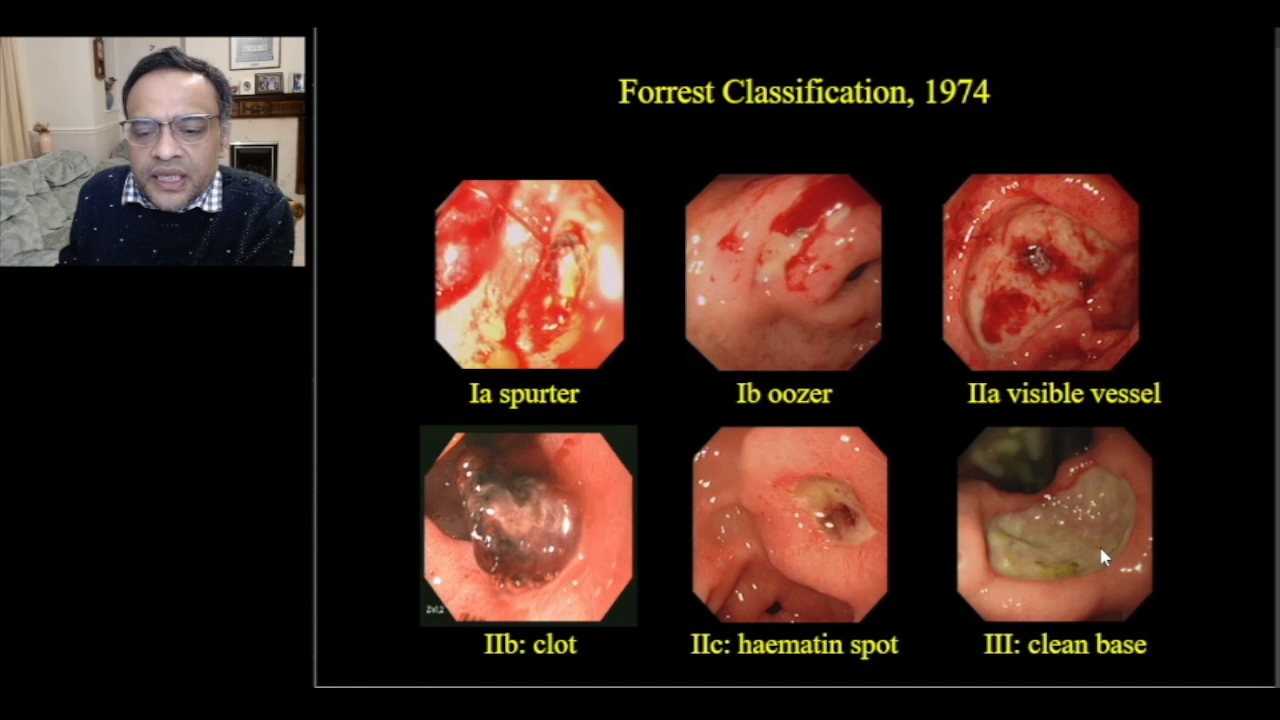 Forrest Classification, 1974
Ia spurter
Ib oozer
IIa visible vessel
IIb: clot
IIc: haematin spot
III: clean base